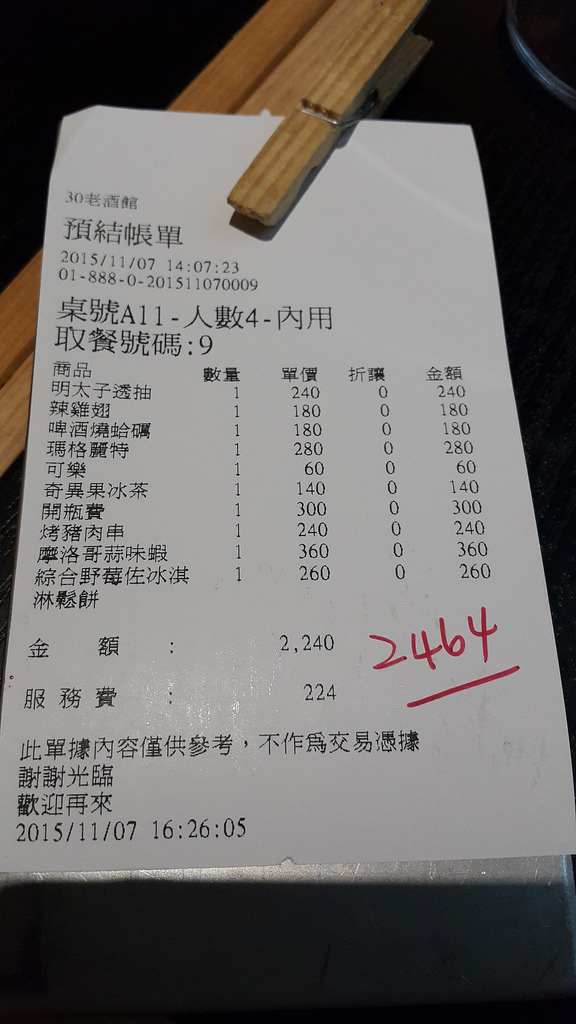 30老酒館
預結帳單
2015/11/07 14:07:23
01-888-0-201511070009
桌號A11-人數4-內用
取餐號碼:9
商品 數量 單價 折讓 金額
明太子透抽 1 240 0 240
辣雞翅 1 180 0 180
啤酒燒蛤礪 1 180 0 180
瑪格麗特 1 280 0 280
可樂 1 60 0 60
奇異果冰茶 1 140 0 140
開瓶費 1 300 0 300
烤豬肉串 1 240 0 240
摩洛哥蒜味蝦 1 360 0 360
綜合野莓佐冰淇 1 260 0 260
淋鬆餅
金額 : 2,240
2464
服務費 : 224
此單據內容僅供參考，不作為交易憑據
謝謝光臨
歡迎再來
2015/11/07 16:26:05